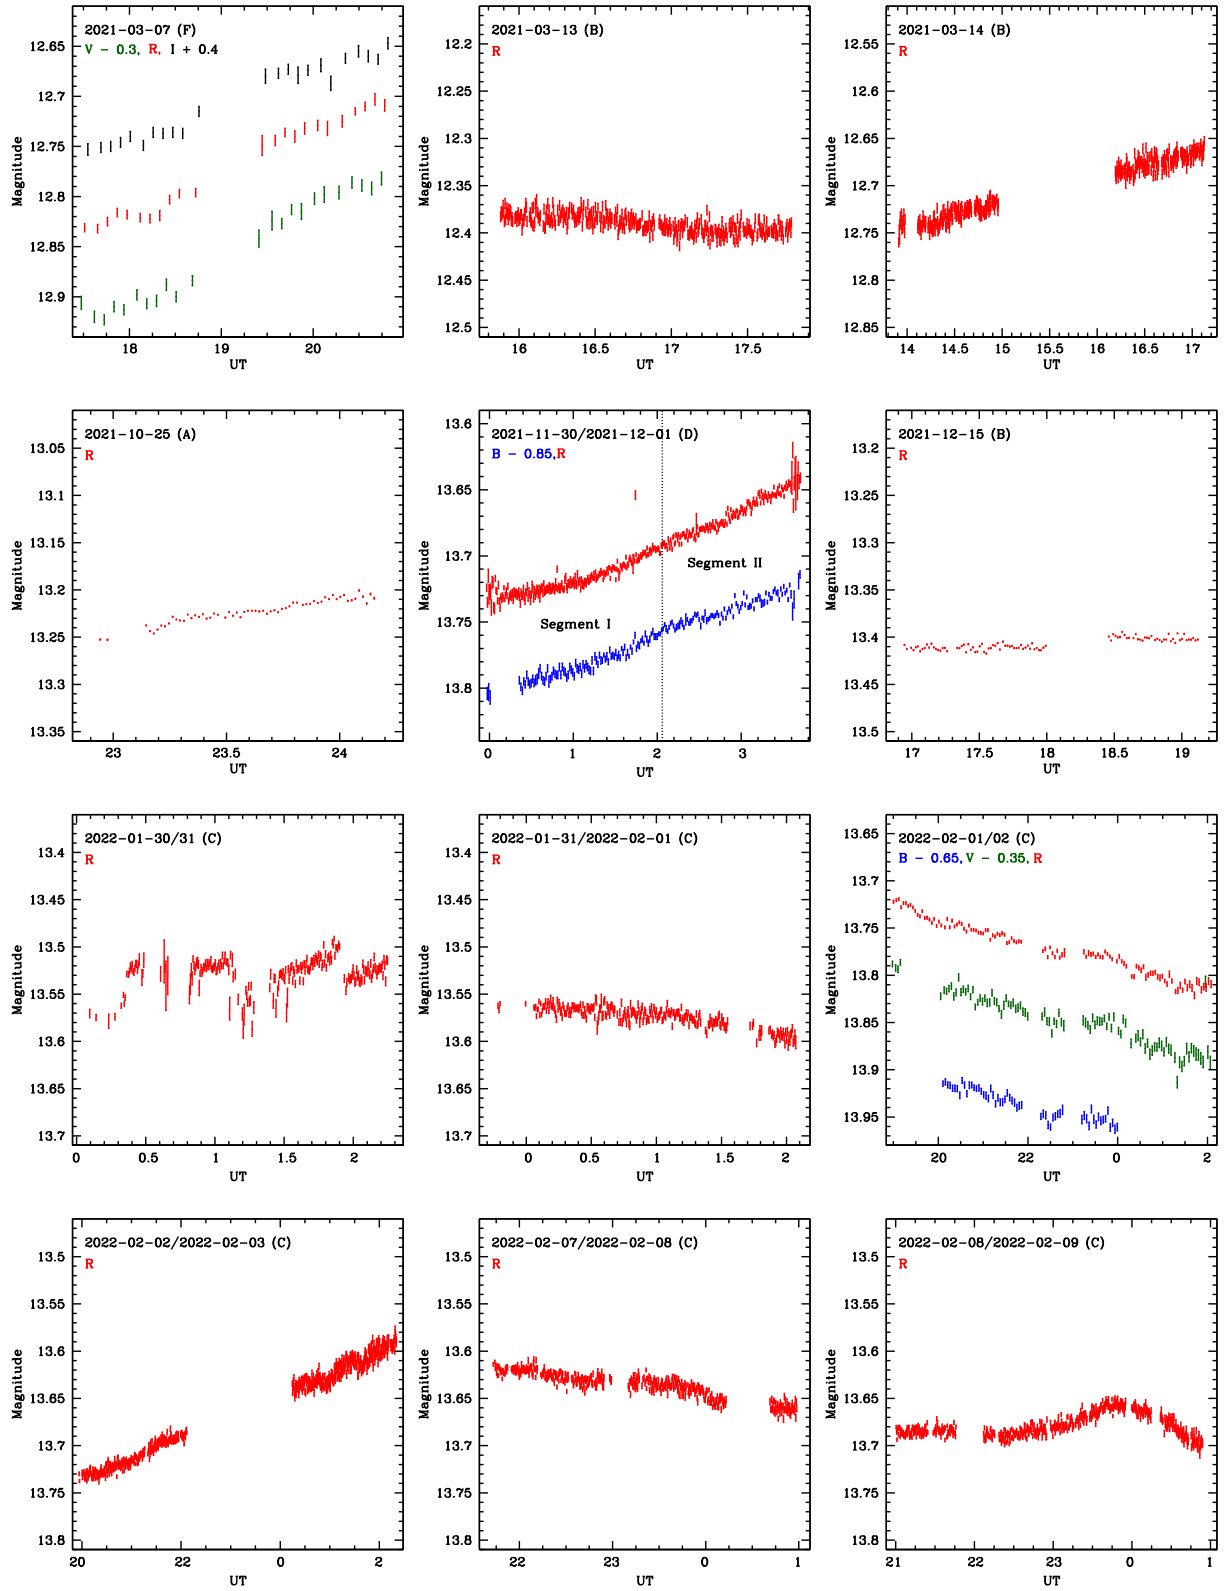 2021-03-07 (F)
V - 0.3, R, I + 0.4
12.65
12.7
12.75
12.8
12.85
12.9
Magnitude
18
19
20
UT
2021-03-13 (B)
R
12.2
12.25
12.3
12.35
12.4
12.45
12.5
Magnitude
16
16.5
17
17.5
UT
2021-03-14 (B)
R
12.55
12.6
12.65
12.7
12.75
12.8
12.85
Magnitude
14
14.5
15
15.5
16
16.5
17
UT
2021-10-25 (A)
R
13.05
13.1
13.15
13.2
13.25
13.3
13.35
Magnitude
23
23.5
24
UT
2021-11-30/2021-12-01 (D)
B - 0.85,R
13.6
13.65
13.7
13.75
13.8
Magnitude
Segment II
Segment I
0
1
2
3
UT
2021-12-15 (B)
R
13.2
13.25
13.3
13.35
13.4
13.45
13.5
Magnitude
17
17.5
18
18.5
19
UT
2022-01-30/31 (C)
R
13.4
13.45
13.5
13.55
13.6
13.65
13.7
Magnitude
0
0.5
1
1.5
2
UT
2022-01-31/2022-02-01 (C)
R
13.4
13.45
13.5
13.55
13.6
13.65
13.7
Magnitude
0
0.5
1
1.5
2
UT
2022-02-01/02 (C)
B - 0.65, V - 0.35, R
13.65
13.7
13.75
13.8
13.85
13.9
13.95
Magnitude
20
22
0
2
UT
2022-02-02/2022-02-03 (C)
R
13.5
13.55
13.6
13.65
13.7
13.75
13.8
Magnitude
20
22
0
2
UT
2022-02-07/2022-02-08 (C)
R
13.5
13.55
13.6
13.65
13.7
13.75
13.8
Magnitude
22
23
0
1
UT
2022-02-08/2022-02-09 (C)
R
13.5
13.55
13.6
13.65
13.7
13.75
13.8
Magnitude
21
22
23
0
1
UT